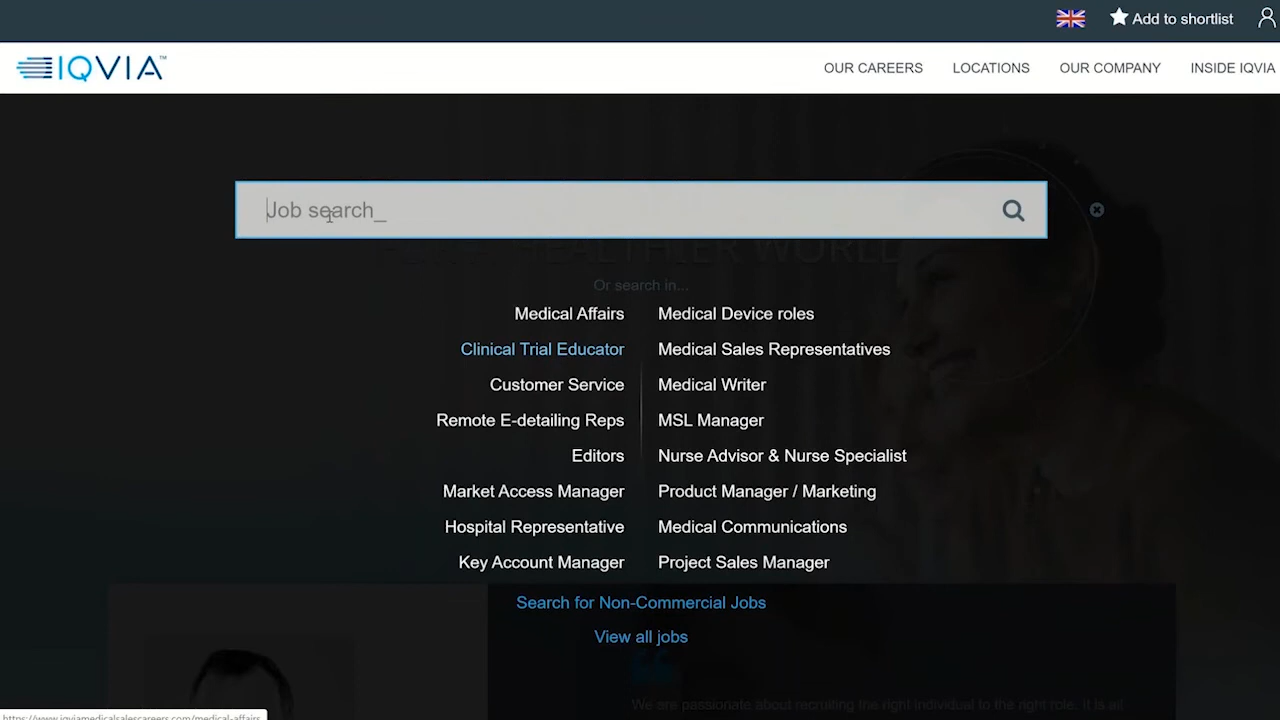 Add to shortlist
IQVIA™
OUR CAREERS
LOCATIONS
OUR COMPANY
INSIDE IQVIA
Job search_
HEALTHIER WORLD
Or search in...
Medical Affairs
Medical Device roles
Clinical Trial Educator
Medical Sales Representatives
Customer Service
Medical Writer
Remote E-detailing Reps
MSL Manager
Editors
Nurse Advisor & Nurse Specialist
Market Access Manager
Product Manager / Marketing
Hospital Representative
Medical Communications
Key Account Manager
Project Sales Manager
Search for Non-Commercial Jobs
View all jobs
We are passionate about recruiting the right individual to the right role. It is all
https://www.iqviamedicalsalescareers.com/medical-affairs